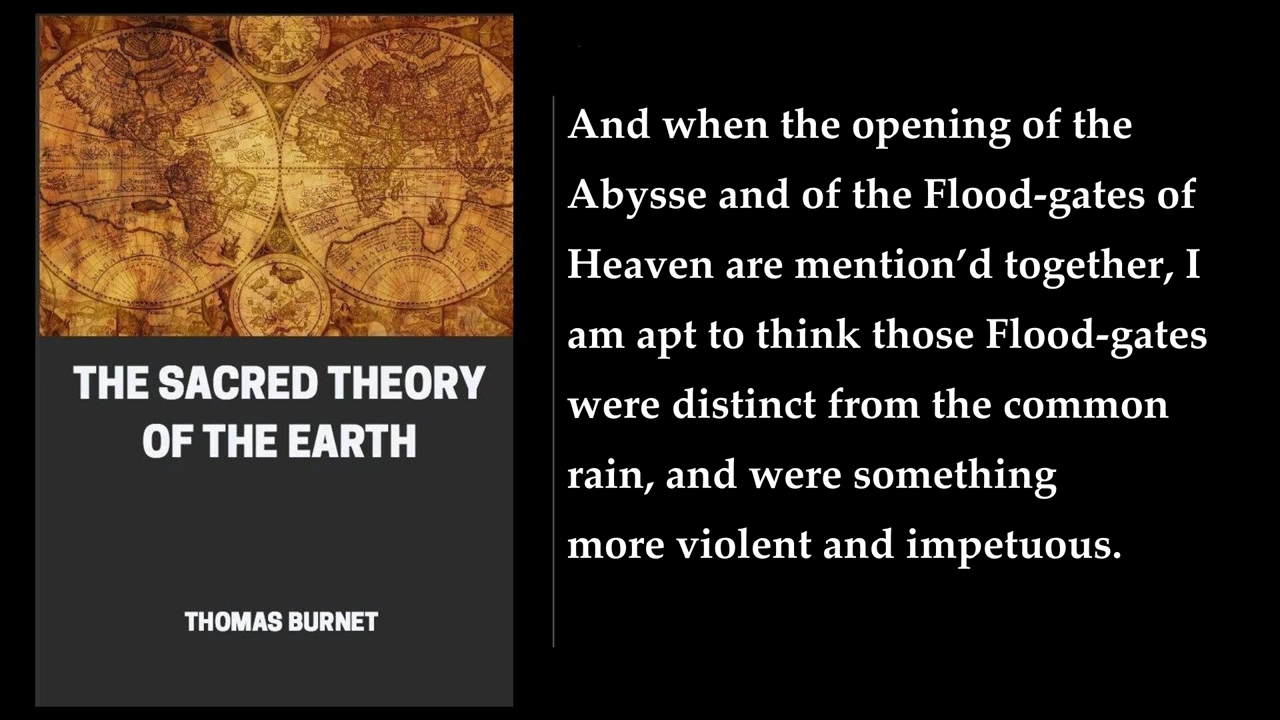 THE SACRED THEORY
OF THE EARTH
THOMAS BURNET
And when the opening of the
Abysse and of the Flood-gates of
Heaven are mention’d together, I
am apt to think those Flood-gates
were distinct from the common
rain, and were something
more violent and impetuous.